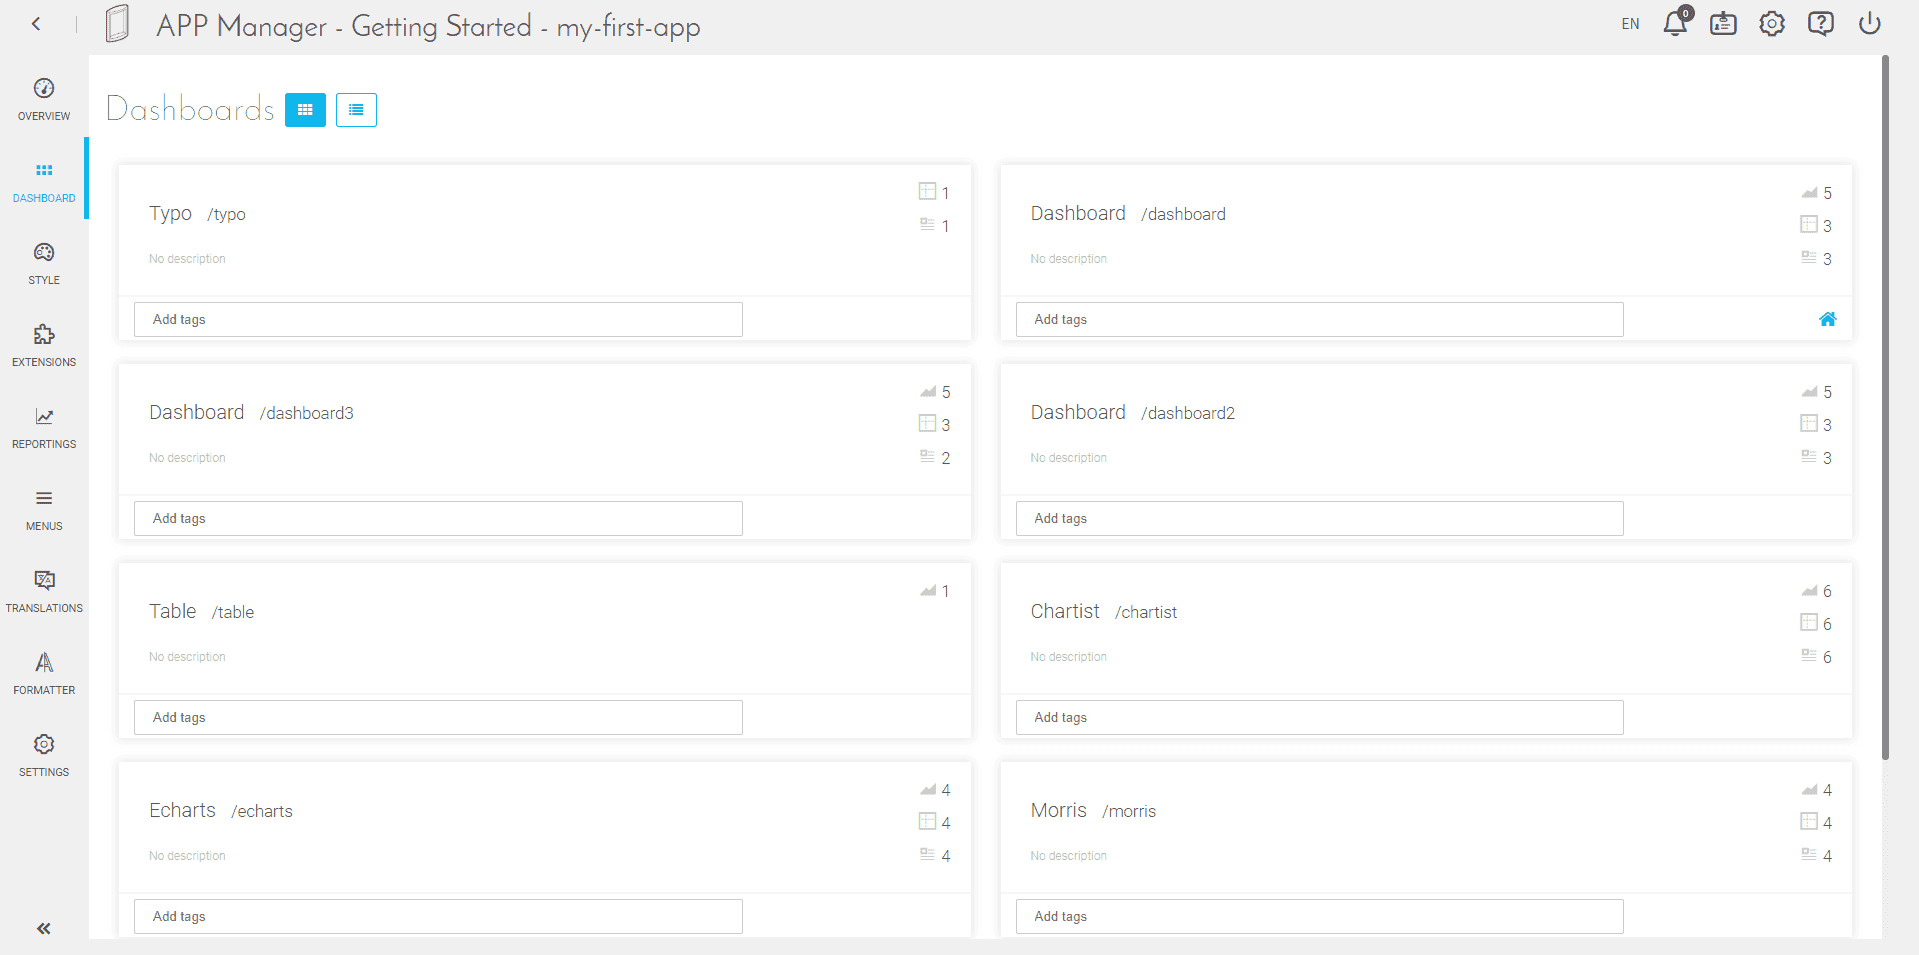 APP Manager - Getting Started - my-first-app
EN
0
OVERVIEW
DASHBOARD
STYLE
EXTENSIONS
REPORTINGS
MENUS
TRANSLATIONS
FORMATTER
SETTINGS
Dashboards
Typo /typo
1
1
No description
Add tags
Dashboard /dashboard
5
3
3
No description
Add tags
Dashboard /dashboard3
5
3
2
No description
Add tags
Dashboard /dashboard2
5
3
3
No description
Add tags
Table /table
1
No description
Add tags
Chartist /chartist
6
6
6
No description
Add tags
Echarts /echarts
4
4
4
No description
Add tags
Morris /morris
4
4
4
No description
Add tags